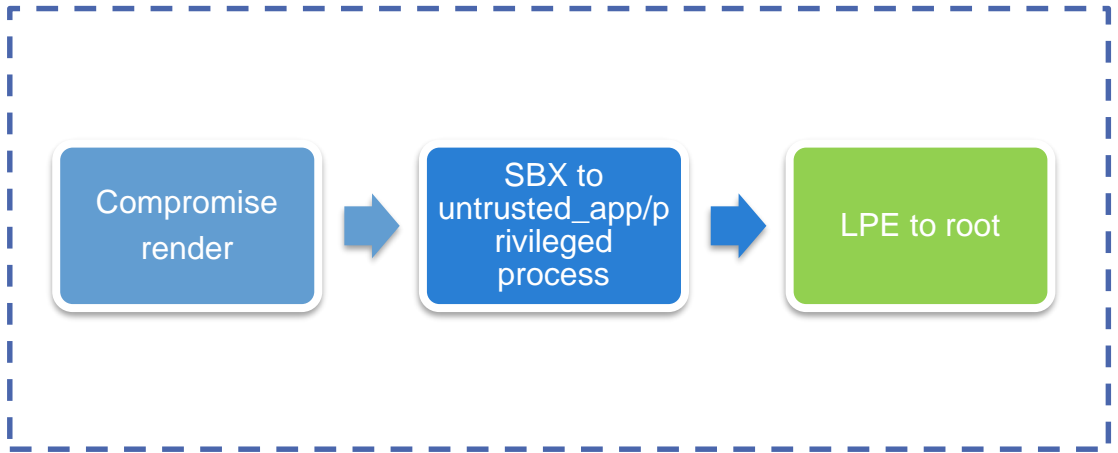 Compromise
render
SBX to
untrusted_app/p
rivileged
process
LPE to root